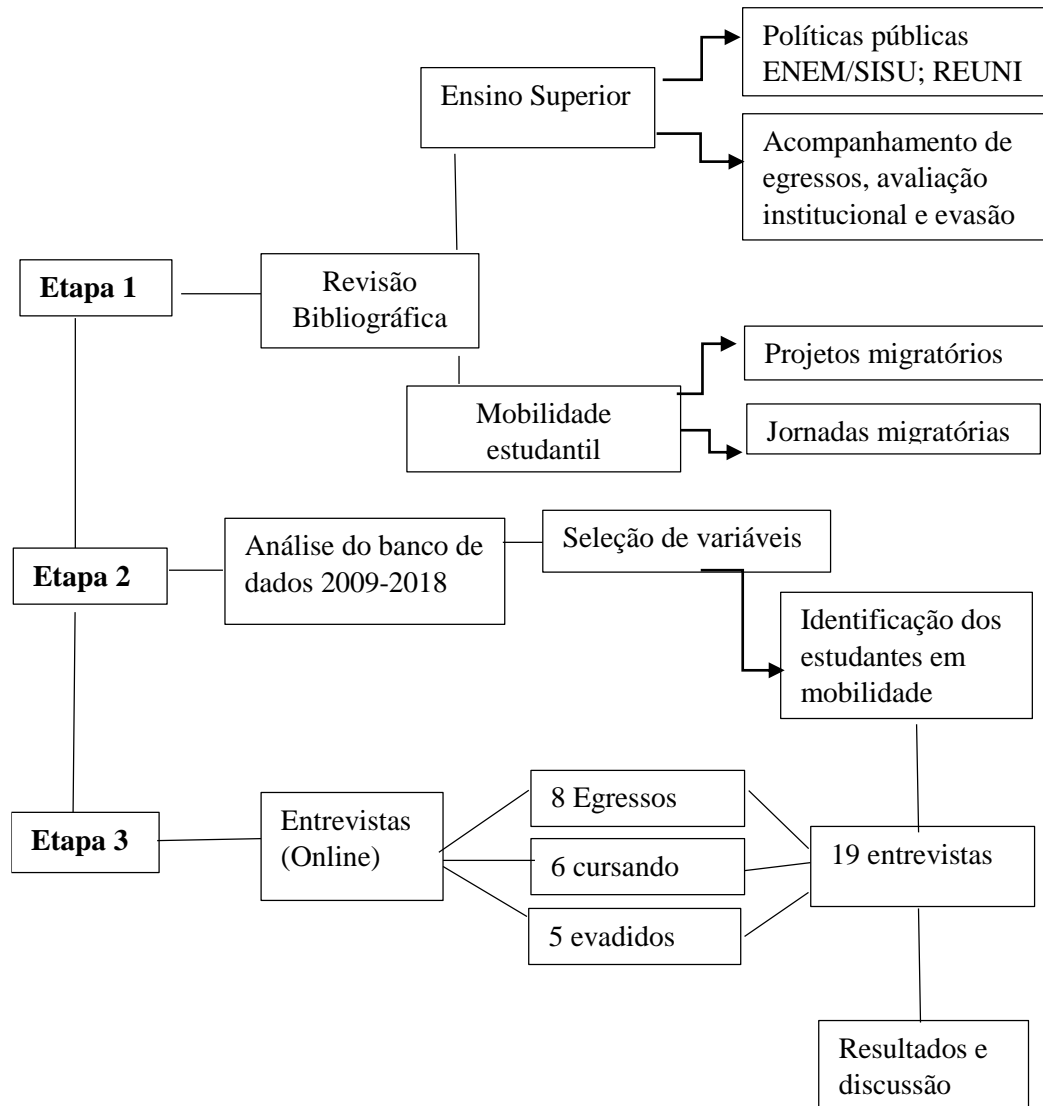 Políticas públicas
ENEM/SISU; REUNI
Ensino Superior
Acompanhamento de
egressos, avaliação
institucional e evasão
Etapa 1
Revisão
Bibliográfica
Projetos migratórios
Mobilidade
estudantil
Jornadas migratórias
Etapa 2
Análise do banco de
dados 2009-2018
Seleção de variáveis
Identificação dos
estudantes em
mobilidade
Etapa 3
Entrevistas
(Online)
8 Egressos
6 cursando
5 evadidos
19 entrevistas
Resultados e
discussão